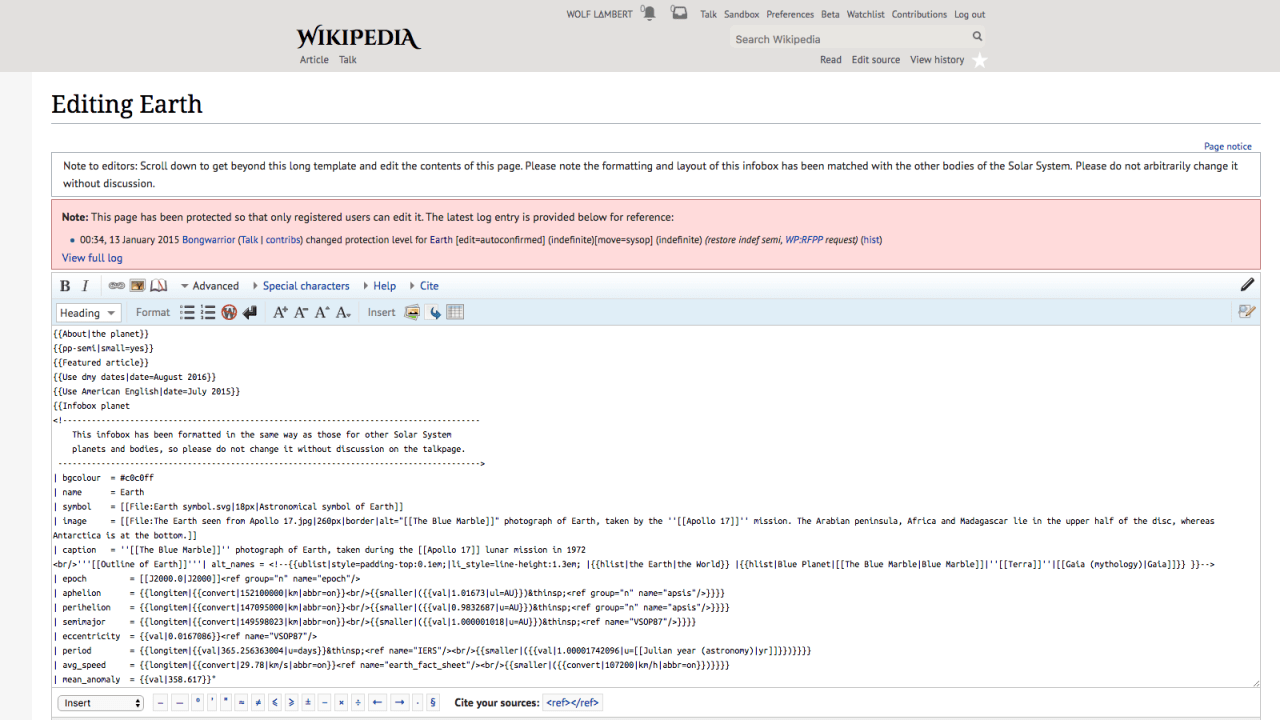 WOLF LΔMBERT 0 0 Talk Sandbox Preferences Beta Watchlist Contributions Log out
WIKIPEDIA
Search Wikipedia
Article Talk
Read Edit source View history
Editing Earth
Page notice
Note to editors: Scroll down to get beyond this long template and edit the contents of this page. Please note the formatting and layout of this infobox has been matched with the other bodies of the Solar System. Please do not arbitrarily change it
without discussion.
Note: This page has been protected so that only registered users can edit it. The latest log entry is provided below for reference:
• 00:34, 13 January 2015 Bongwarrior (Talk | contribs) changed protection level for Earth [edit=autoconfirmed] (indefinite)[move=sysop] (indefinite) (restore indef semi, WP:RFPP request) (hist)
View full log
B I Advanced Special characters Help Cite
Heading Format A+ A− A^ A˅ Insert
{{About|the planet}}
{{pp-semi|small=yes}}
{{Featured article}}
{{Use dmy dates|date=August 2016}}
{{Use American English|date=July 2015}}
{{Infobox planet
<!------------------------------------------------------------------------------
This infobox has been formatted in the same way as those for other Solar System
planets and bodies, so please do not change it without discussion on the talkpage.
------------------------------------------------------------------------------->
| bgcolour = #c0c0ff
| name = Earth
| symbol = [[File:Earth symbol.svg|18px|Astronomical symbol of Earth]]
| image = [[File:The Earth seen from Apollo 17.jpg|260px|border|alt="[[The Blue Marble]]" photograph of Earth, taken by the ''[[Apollo 17]]'' mission. The Arabian peninsula, Africa and Madagascar lie in the upper half of the disc, whereas
Antarctica is at the bottom.]]
| caption = ''[[The Blue Marble]]'' photograph of Earth, taken during the [[Apollo 17]] lunar mission in 1972
<br/>'''[[Outline of Earth]]'''| alt_names = <!--{{ublist|style=padding-top:0.1em;|li_style=line-height:1.3em; |{{hlist|the Earth|the World}} |{{hlist|Blue Planet|[[The Blue Marble|Blue Marble]]|''[[Terra]]''|[[Gaia (mythology)|Gaia]]}} }}-->
| epoch = [[J2000.0|J2000]]<ref group="n" name="epoch"/>
| aphelion = {{longitem|{{convert|152100000|km|abbr=on}}<br/>{{smaller|({{val|1.01673|ul=AU}})&thinsp;<ref group="n" name="apsis"/>}}}}
| perihelion = {{longitem|{{convert|147095000|km|abbr=on}}<br/>{{smaller|({{val|0.9832687|u=AU}})&thinsp;<ref group="n" name="apsis"/>}}}}
| semimajor = {{longitem|{{convert|149598023|km|abbr=on}}<br/>{{smaller|({{val|1.000001018|u=AU}})&thinsp;<ref name="VSOP87"/>}}}}
| eccentricity = {{val|0.0167086}}<ref name="VSOP87"/>
| period = {{longitem|{{val|365.256363004|u=days}}&thinsp;<ref name="IERS"/><br/>{{smaller|({{val|1.00001742096|u=[[Julian year (astronomy)|yr]]}})}}}}
| avg_speed = {{longitem|{{convert|29.78|km/s|abbr=on}}<ref name="earth_fact_sheet"/><br/>{{smaller|({{convert|107200|km/h|abbr=on}})}}}}
| mean_anomaly = {{val|358.617}}°
Insert – — ° ′ ″ ≈ ≠ ≤ ≥ ± − × ÷ ← → · § Cite your sources: <ref></ref>